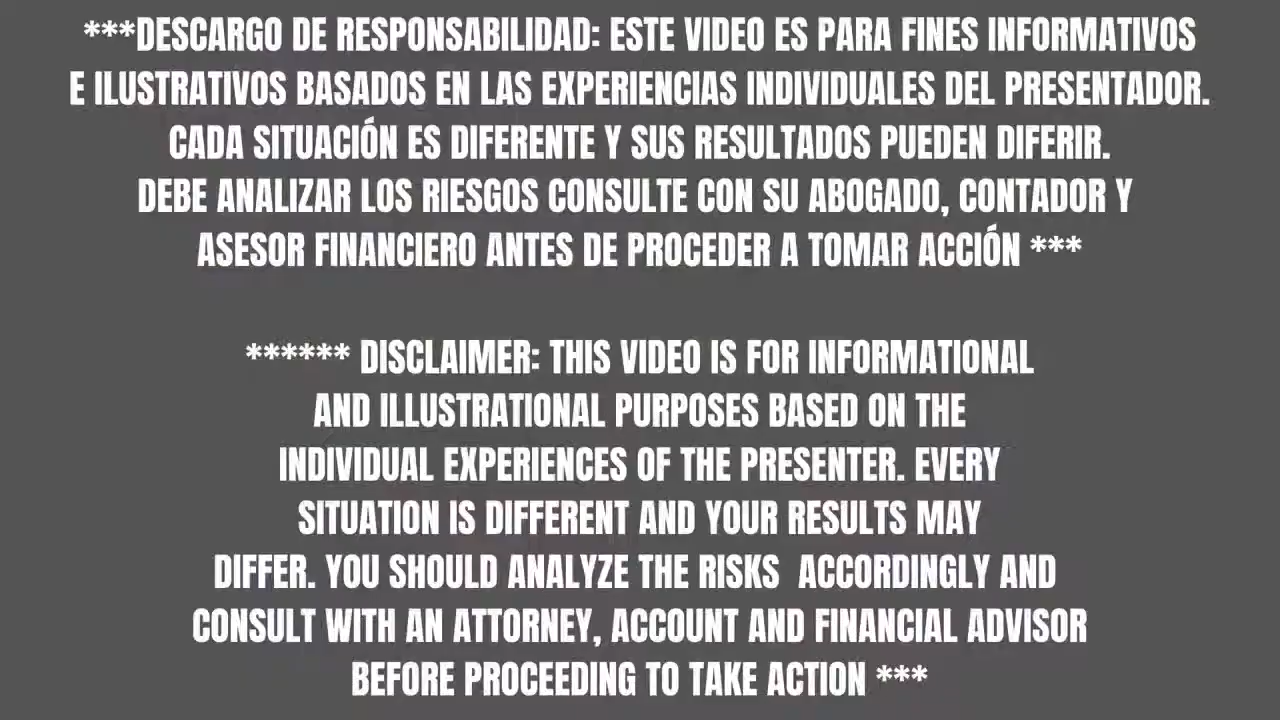 ***DESCARGO DE RESPONSABILIDAD: ESTE VIDEO ES PARA FINES INFORMATIVOS
E ILUSTRATIVOS BASADOS EN LAS EXPERIENCIAS INDIVIDUALES DEL PRESENTADOR.
CADA SITUACIÓN ES DIFERENTE Y SUS RESULTADOS PUEDEN DIFERIR.
DEBE ANALIZAR LOS RIESGOS CONSULTE CON SU ABOGADO, CONTADOR Y
ASESOR FINANCIERO ANTES DE PROCEDER A TOMAR ACCIÓN ***
****** DISCLAIMER: THIS VIDEO IS FOR INFORMATIONAL
AND ILLUSTRATIONAL PURPOSES BASED ON THE
INDIVIDUAL EXPERIENCES OF THE PRESENTER. EVERY
SITUATION IS DIFFERENT AND YOUR RESULTS MAY
DIFFER. YOU SHOULD ANALYZE THE RISKS  ACCORDINGLY AND
CONSULT WITH AN ATTORNEY, ACCOUNT AND FINANCIAL ADVISOR
BEFORE PROCEEDING TO TAKE ACTION ***